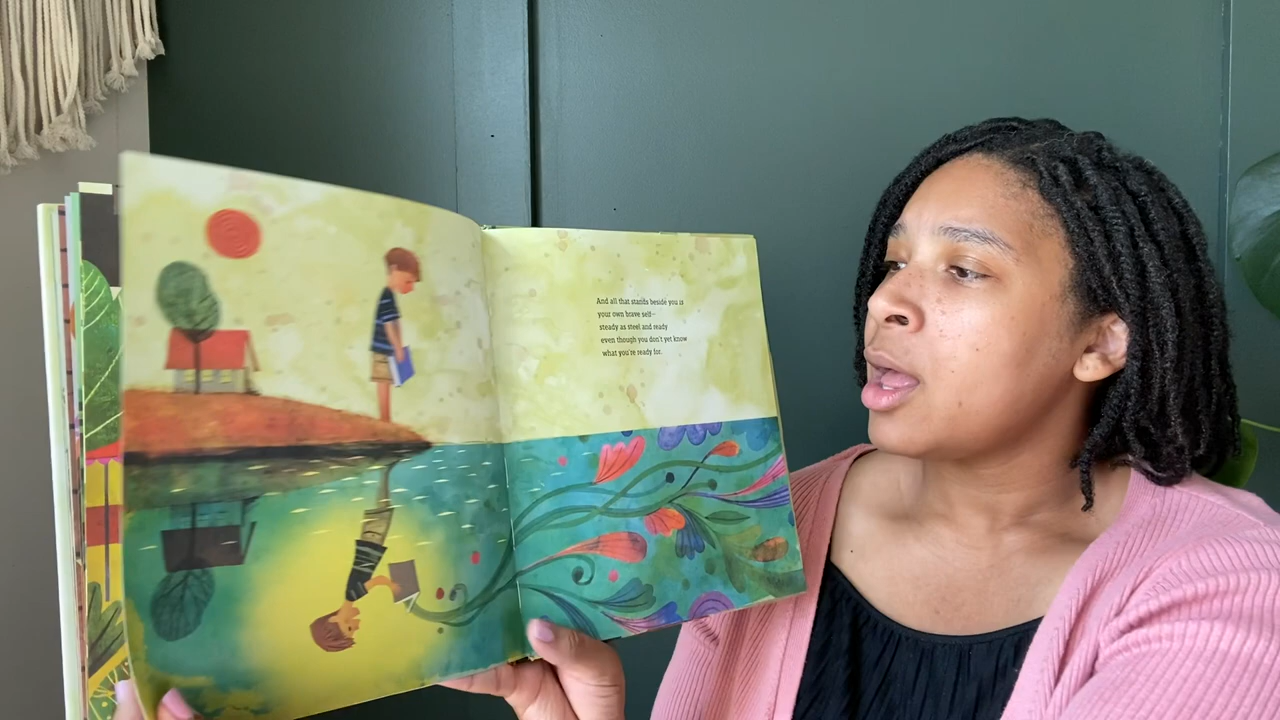 And all that stands beside you is
your own brave self—
steady as steel and ready
even though you don't yet know
what you're ready for.